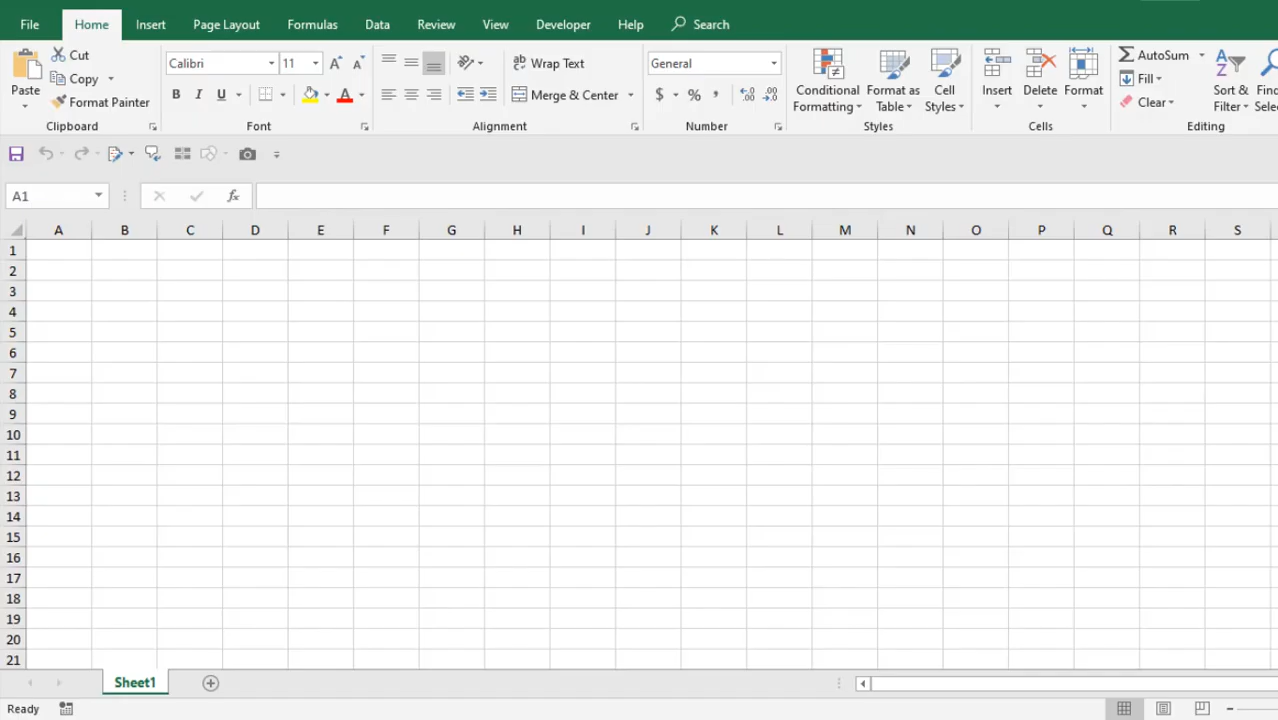 File Home Insert Page Layout Formulas Data Review View Developer Help Search
Paste Cut Copy Format Painter Clipboard
Calibri 11 B I U Font
ab Wrap Text Merge & Center Alignment
General $ % , Number
Conditional Formatting Format as Table Cell Styles Styles
Insert Delete Format Cells
AutoSum Fill Clear Sort & Filter Editing
A1 fx
A B C D E F G H I J K L M N O P Q R S
1
2
3
4
5
6
7
8
9
10
11
12
13
14
15
16
17
18
19
20
21
Sheet1
Ready